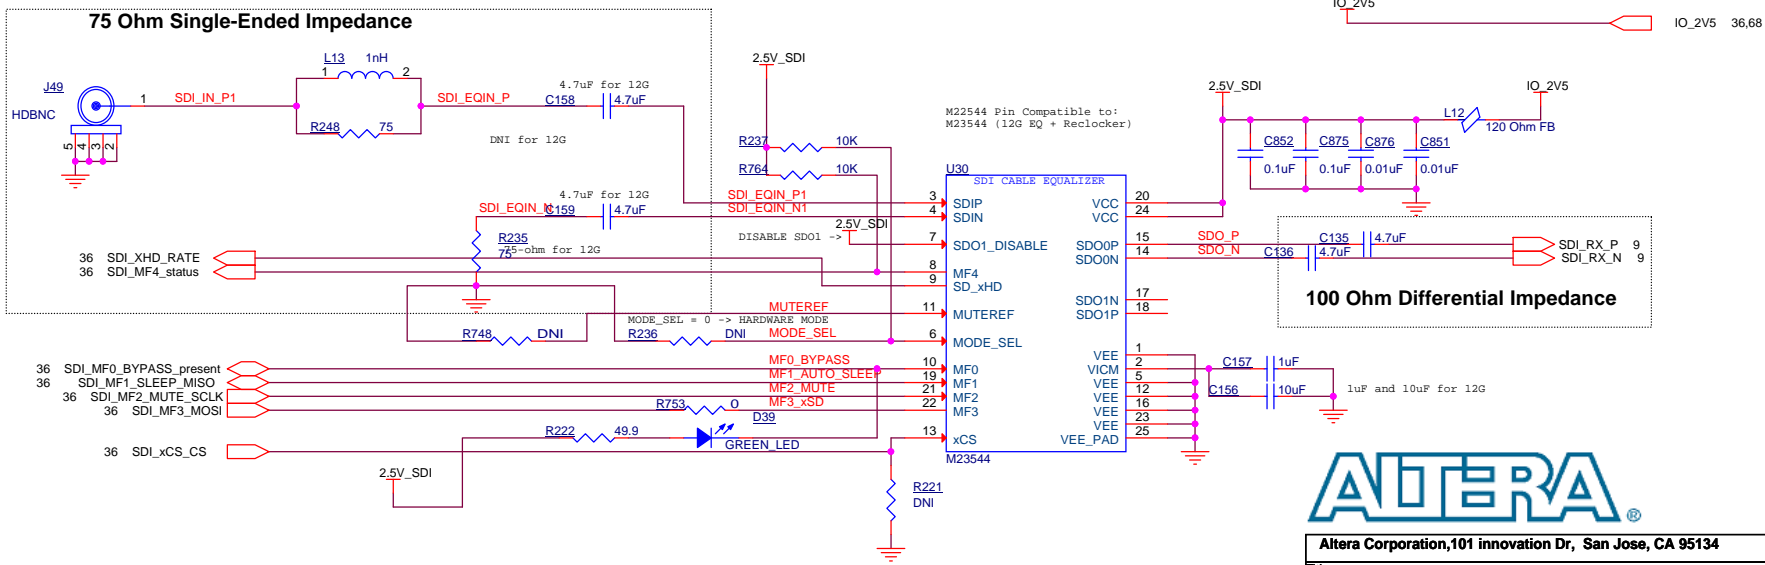 75 Ohm Single-Ended Impedance
IO_2V5
IO_2V5 36,68
J49
HDBNC
1
5
4
3
2
SDI_IN_P1
L13 1nH
1 2
R248 75
SDI_EQIN_P
4.7uF for 12G
C158 4.7uF
DNI for 12G
4.7uF for 12G
SDI_EQIN_N
C159 4.7uF
R235
75
75-ohm for 12G
2.5V_SDI
R237 10K
R764 10K
SDI_EQIN_P1
SDI_EQIN_N1
2.5V_SDI
DISABLE SDO1 ->
36 SDI_XHD_RATE
36 SDI_MF4_status
MUTEREF
MODE_SEL = 0 -> HARDWARE MODE
R748 DNI
R236 DNI
MODE_SEL
36 SDI_MF0_BYPASS_present
36 SDI_MF1_SLEEP_MISO
36 SDI_MF2_MUTE_SCLK
36 SDI_MF3_MOSI
MF0_BYPASS
MF1_AUTO_SLEEP
MF2_MUTE
MF3_xSD
R753 0
D39
GREEN_LED
R222 49.9
36 SDI_xCS_CS
2.5V_SDI
R221
DNI
M22544 Pin Compatible to:
M23544 (12G EQ + Reclocker)
U30
SDI CABLE EQUALIZER
3 SDIP
4 SDIN
7 SDO1_DISABLE
8 MF4
9 SD_xHD
11 MUTEREF
6 MODE_SEL
10 MF0
19 MF1
21 MF2
22 MF3
13 xCS
VCC 20
VCC 24
SDO0P 15
SDO0N 14
SDO1N 17
SDO1P 18
VEE 1
VICM 2
VEE 5
VEE 12
VEE 16
VEE 23
VEE_PAD 25
M23544
2.5V_SDI
IO_2V5
L12
120 Ohm FB
C852
0.1uF
C875
0.1uF
C876
0.01uF
C851
0.01uF
SDO_P
SDO_N
C135 4.7uF
C136 4.7uF
SDI_RX_P 9
SDI_RX_N 9
100 Ohm Differential Impedance
C157 1uF
C156 10uF
1uF and 10uF for 12G
ALTERA®
Altera Corporation,101 innovation Dr, San Jose, CA 95134